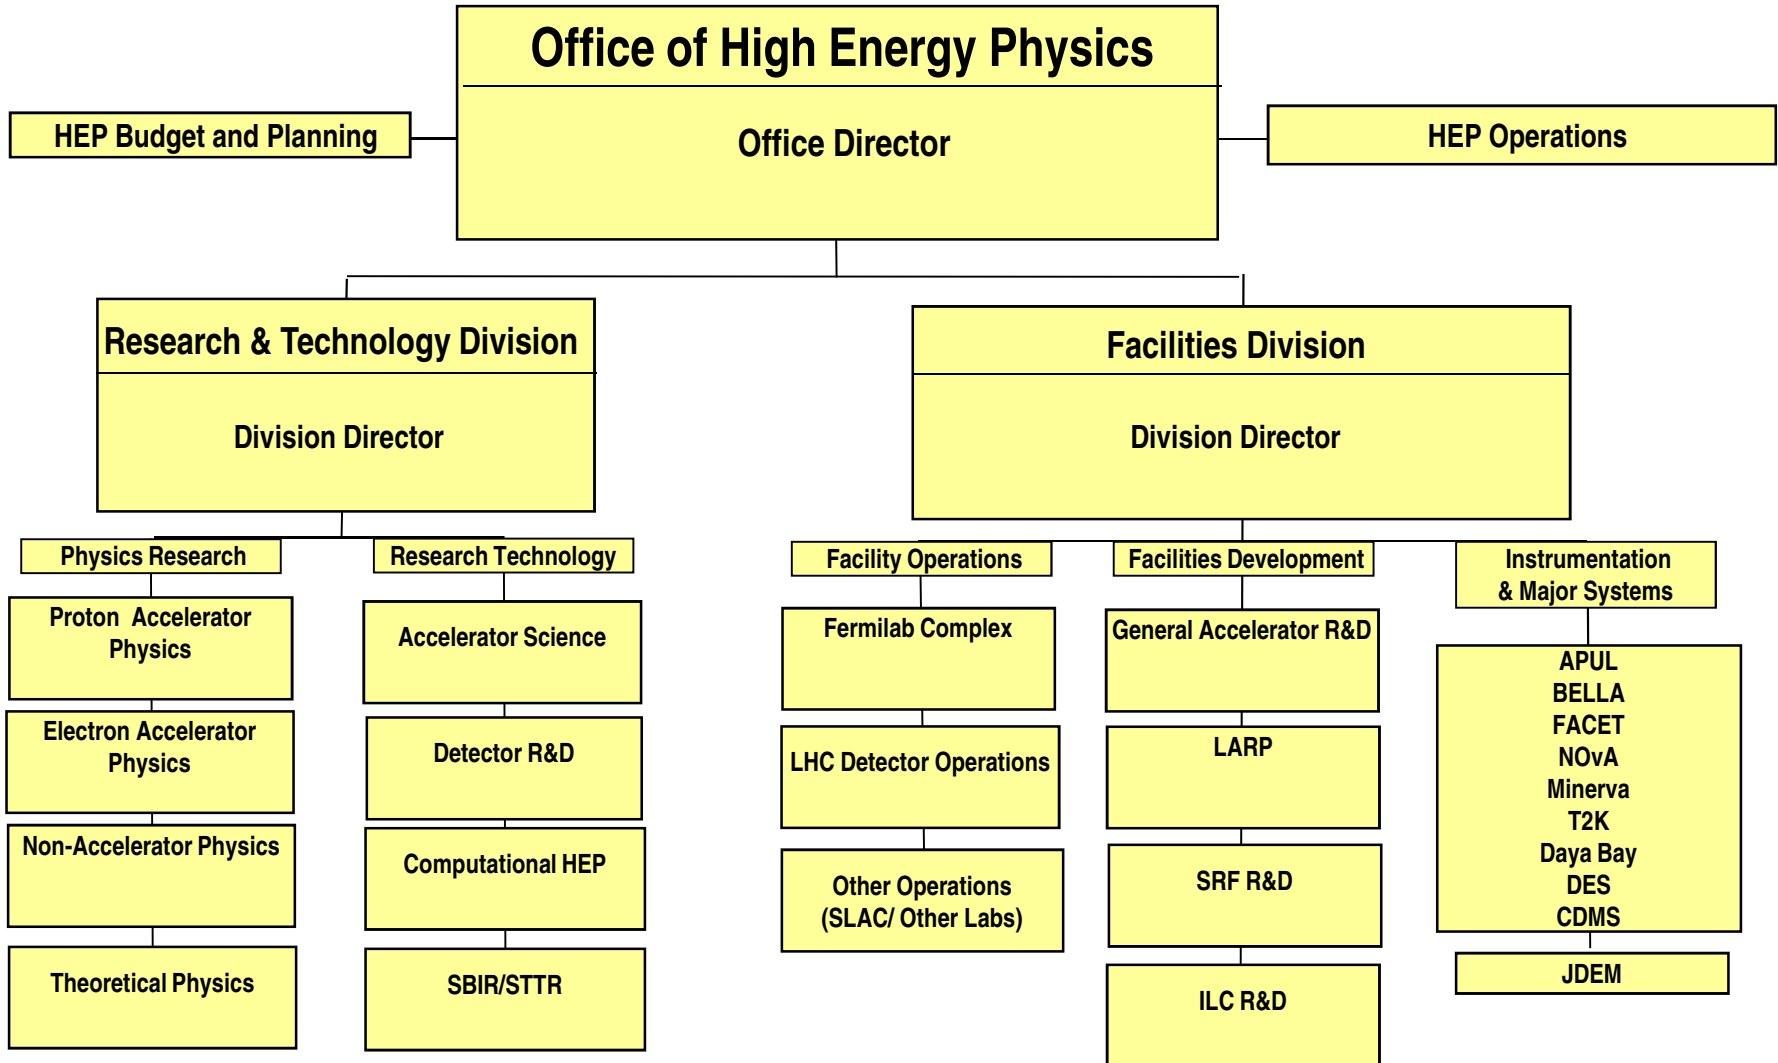 Office of High Energy Physics
Office Director
HEP Budget and Planning
HEP Operations
Research & Technology Division
Division Director
Facilities Division
Division Director
Physics Research
Proton Accelerator
Physics
Electron Accelerator
Physics
Non-Accelerator Physics
Theoretical Physics
Research Technology
Accelerator Science
Detector R&D
Computational HEP
SBIR/STTR
Facility Operations
Fermilab Complex
LHC Detector Operations
Other Operations
(SLAC/ Other Labs)
Facilities Development
General Accelerator R&D
LARP
SRF R&D
ILC R&D
Instrumentation
& Major Systems
APUL
BELLA
FACET
NOvA
Minerva
T2K
Daya Bay
DES
CDMS
JDEM